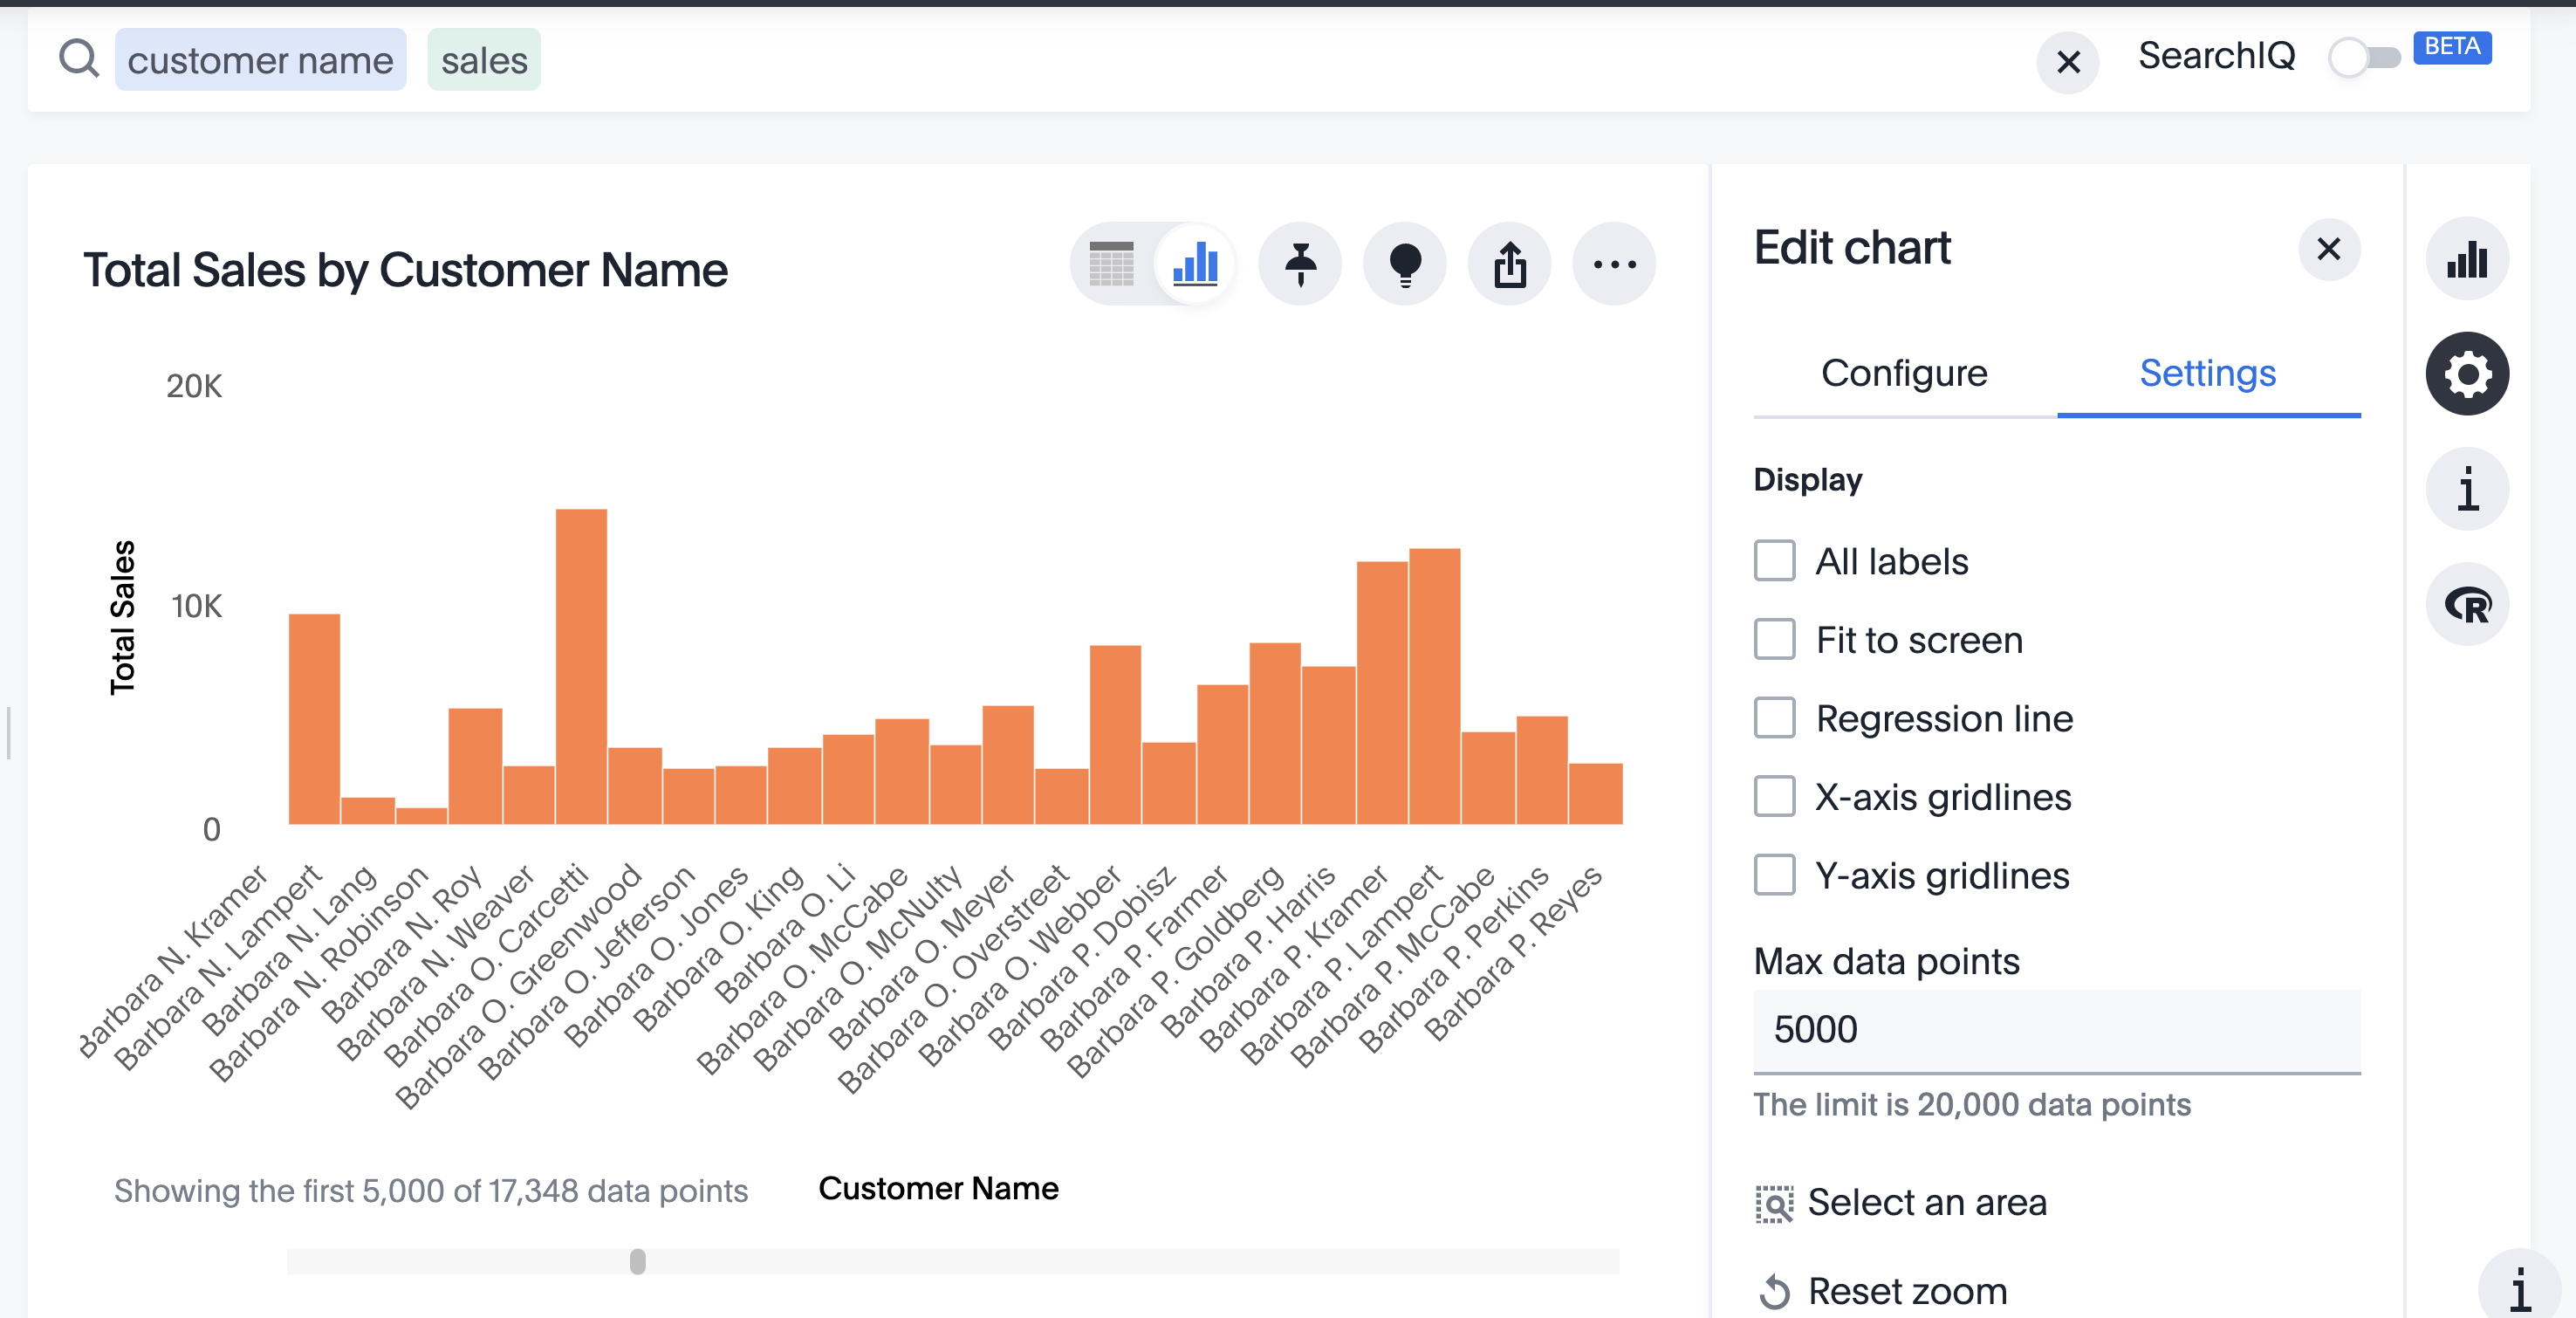 customer name sales
SearchIQ BETA
Total Sales by Customer Name
20K
10K
0
Total Sales
Barbara N. Kramer
Barbara N. Lampert
Barbara N. Lang
Barbara N. Robinson
Barbara N. Roy
Barbara N. Weaver
Barbara O. Carcetti
Barbara O. Greenwood
Barbara O. Jefferson
Barbara O. Jones
Barbara O. King
Barbara O. Li
Barbara O. McCabe
Barbara O. McNulty
Barbara O. Meyer
Barbara O. Overstreet
Barbara O. Webber
Barbara P. Dobisz
Barbara P. Farmer
Barbara P. Goldberg
Barbara P. Harris
Barbara P. Kramer
Barbara P. Lampert
Barbara P. McCabe
Barbara P. Perkins
Barbara P. Reyes
Showing the first 5,000 of 17,348 data points
Customer Name
Edit chart
Configure
Settings
Display
All labels
Fit to screen
Regression line
X-axis gridlines
Y-axis gridlines
Max data points
5000
The limit is 20,000 data points
Select an area
Reset zoom
R